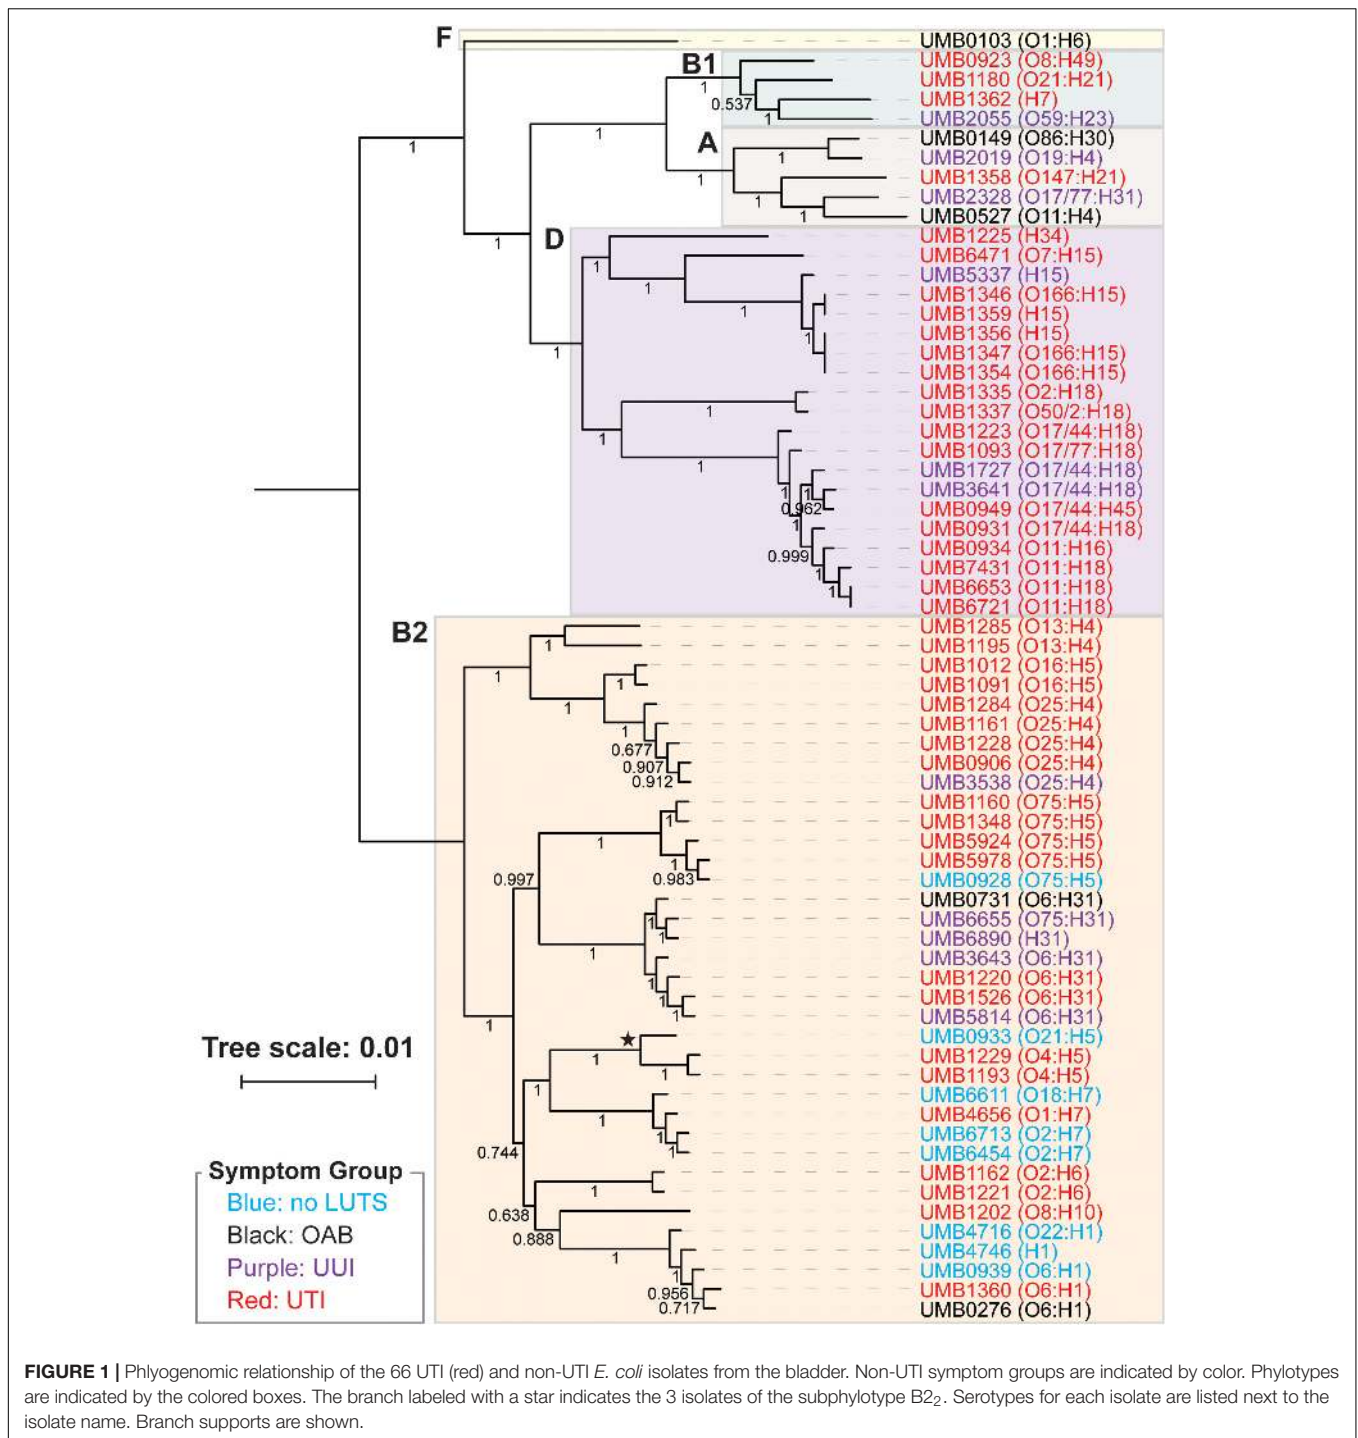 F
UMB0103 (O1:H6)
B1
UMB0923 (O8:H49)
1
UMB1180 (O21:H21)
0.537
UMB1362 (H7)
1
UMB2055 (O59:H23)
1
1
A
UMB0149 (O86:H30)
1
UMB2019 (O19:H4)
1
UMB1358 (O147:H21)
1
UMB2328 (O17/77:H31)
1
UMB0527 (O11:H4)
1
D
UMB1225 (H34)
1
UMB6471 (O7:H15)
1
UMB5337 (H15)
1
UMB1346 (O166:H15)
UMB1359 (H15)
1
UMB1356 (H15)
1
UMB1347 (O166:H15)
UMB1354 (O166:H15)
UMB1335 (O2:H18)
1
UMB1337 (O50/2:H18)
1
UMB1223 (O17/44:H18)
1
UMB1093 (O17/77:H18)
UMB1727 (O17/44:H18)
1
1
UMB3641 (O17/44:H18)
0.962
UMB0949 (O17/44:H45)
1
UMB0931 (O17/44:H18)
0.999
UMB0934 (O11:H16)
1
UMB7431 (O11:H18)
1
UMB6653 (O11:H18)
UMB6721 (O11:H18)
B2
UMB1285 (O13:H4)
1
UMB1195 (O13:H4)
1
UMB1012 (O16:H5)
1
UMB1091 (O16:H5)
1
UMB1284 (O25:H4)
1
UMB1161 (O25:H4)
0.677
UMB1228 (O25:H4)
0.907
UMB0906 (O25:H4)
0.912
UMB3538 (O25:H4)
UMB1160 (O75:H5)
1
UMB1348 (O75:H5)
1
UMB5924 (O75:H5)
1
UMB5978 (O75:H5)
0.997
0.983
UMB0928 (O75:H5)
UMB0731 (O6:H31)
1
UMB6655 (O75:H31)
1
UMB6890 (H31)
1
UMB3643 (O6:H31)
1
UMB1220 (O6:H31)
1
UMB1526 (O6:H31)
1
UMB5814 (O6:H31)
1
UMB0933 (O21:H5)
1
UMB1229 (O4:H5)
1
UMB1193 (O4:H5)
1
UMB6611 (O18:H7)
1
UMB4656 (O1:H7)
1
UMB6713 (O2:H7)
1
UMB6454 (O2:H7)
0.744
UMB1162 (O2:H6)
1
UMB1221 (O2:H6)
0.638
UMB1202 (O8:H10)
0.888
UMB4716 (O22:H1)
1
UMB4746 (H1)
1
UMB0939 (O6:H1)
0.956
UMB1360 (O6:H1)
0.717
UMB0276 (O6:H1)
Tree scale: 0.01
Symptom Group
Blue: no LUTS
Black: OAB
Purple: UUI
Red: UTI
FIGURE 1 | Phlyogenomic relationship of the 66 UTI (red) and non-UTI E. coli isolates from the bladder. Non-UTI symptom groups are indicated by color. Phylotypes
are indicated by the colored boxes. The branch labeled with a star indicates the 3 isolates of the subphylotype B2₂. Serotypes for each isolate are listed next to the
isolate name. Branch supports are shown.